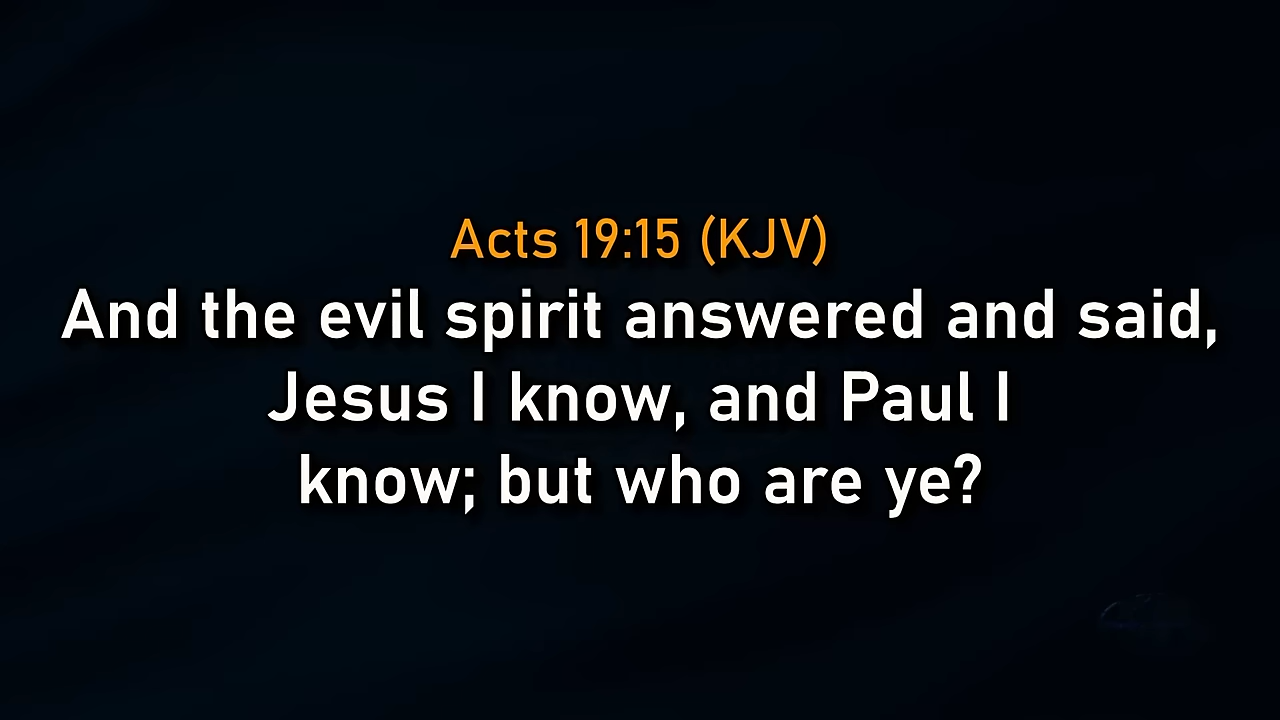 Acts 19:15 (KJV)
And the evil spirit answered and said,
Jesus I know, and Paul I
know; but who are ye?